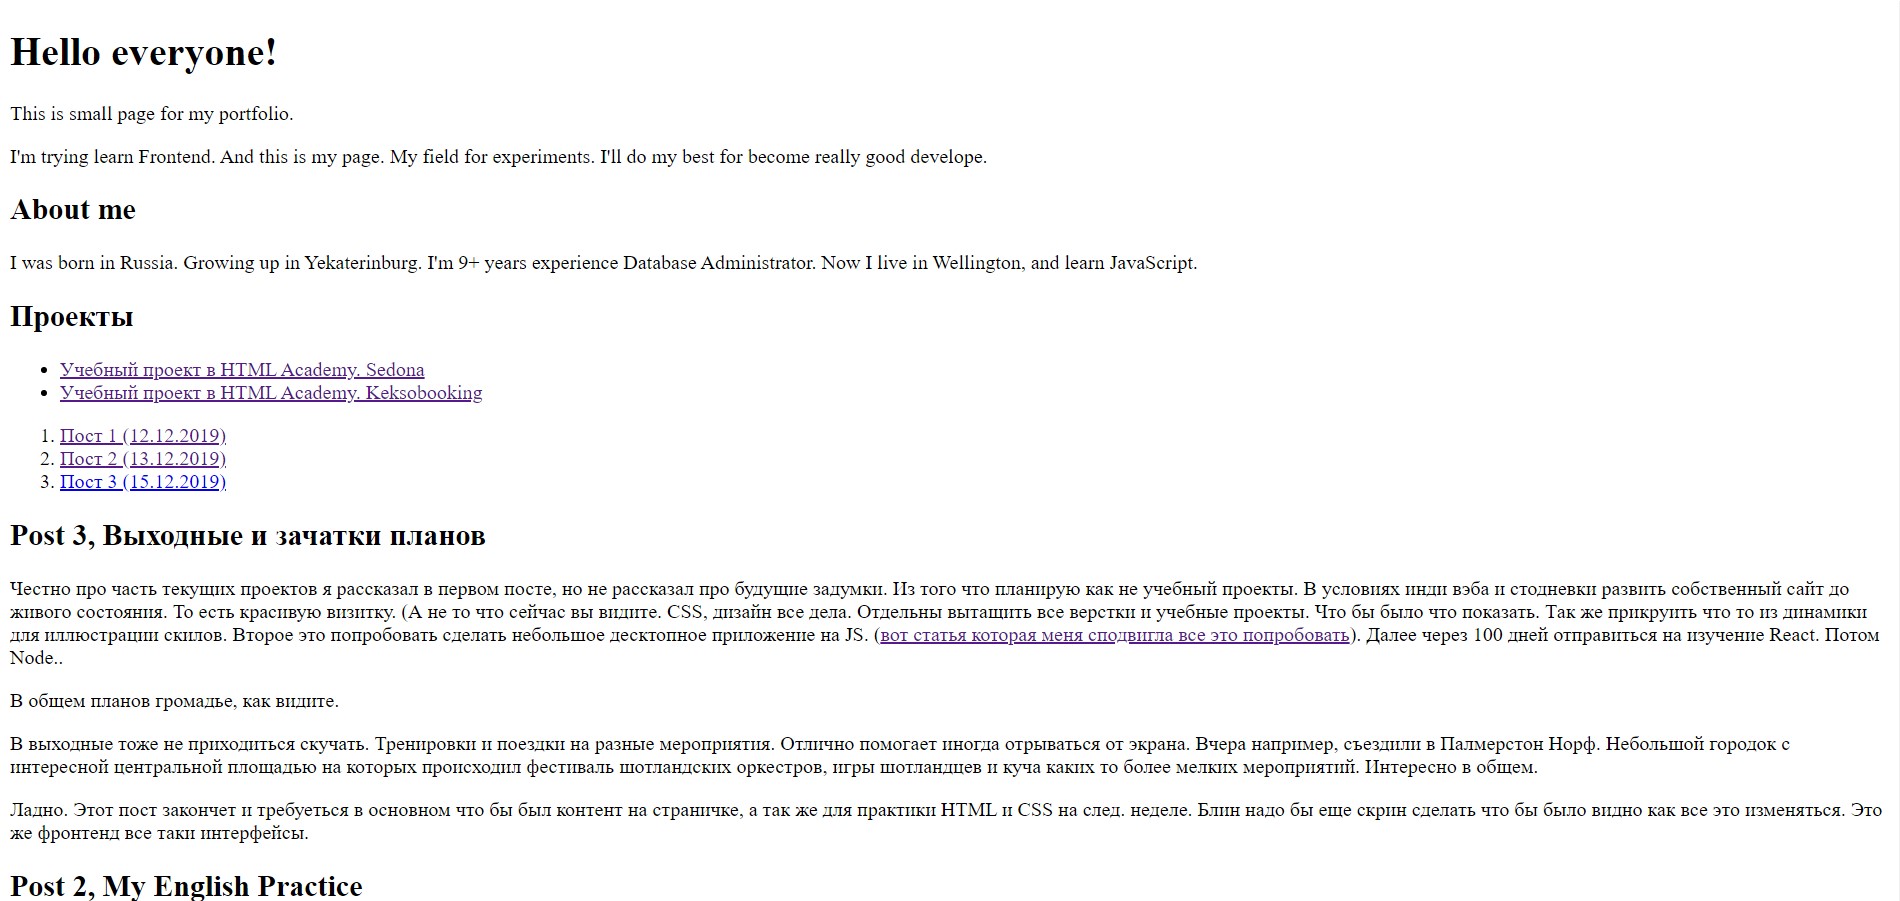 Hello everyone!
This is small page for my portfolio.
I'm trying learn Frontend. And this is my page. My field for experiments. I'll do my best for become really good develope.
About me
I was born in Russia. Growing up in Yekaterinburg. I'm 9+ years experience Database Administrator. Now I live in Wellington, and learn JavaScript.
Проекты
• Учебный проект в HTML Academy. Sedona
• Учебный проект в HTML Academy. Keksobooking
1. Пост 1 (12.12.2019)
2. Пост 2 (13.12.2019)
3. Пост 3 (15.12.2019)
Post 3, Выходные и зачатки планов
Честно про часть текущих проектов я рассказал в первом посте, но не рассказал про будущие задумки. Из того что планирую как не учебный проекты. В условиях инди вэба и стодневки развить собственный сайт до
живого состояния. То есть красивую визитку. (А не то что сейчас вы видите. CSS, дизайн все дела. Отдельны вытащить все верстки и учебные проекты. Что бы было что показать. Так же прикруить что то из динамики
для иллюстрации скилов. Второе это попробовать сделать небольшое десктопное приложение на JS. (вот статья которая меня сподвигла все это попробовать). Далее через 100 дней отправиться на изучение React. Потом
Node..
В общем планов громадье, как видите.
В выходные тоже не приходиться скучать. Тренировки и поездки на разные мероприятия. Отлично помогает иногда отрываться от экрана. Вчера например, съездили в Палмерстон Норф. Небольшой городок с
интересной центральной площадью на которых происходил фестиваль шотландских оркестров, игры шотландцев и куча каких то более мелких мероприятий. Интересно в общем.
Ладно. Этот пост закончет и требуеться в основном что бы был контент на страничке, а так же для практики HTML и CSS на след. неделе. Блин надо бы еще скрин сделать что бы было видно как все это изменяться. Это
же фронтенд все таки интерфейсы.
Post 2, My English Practice